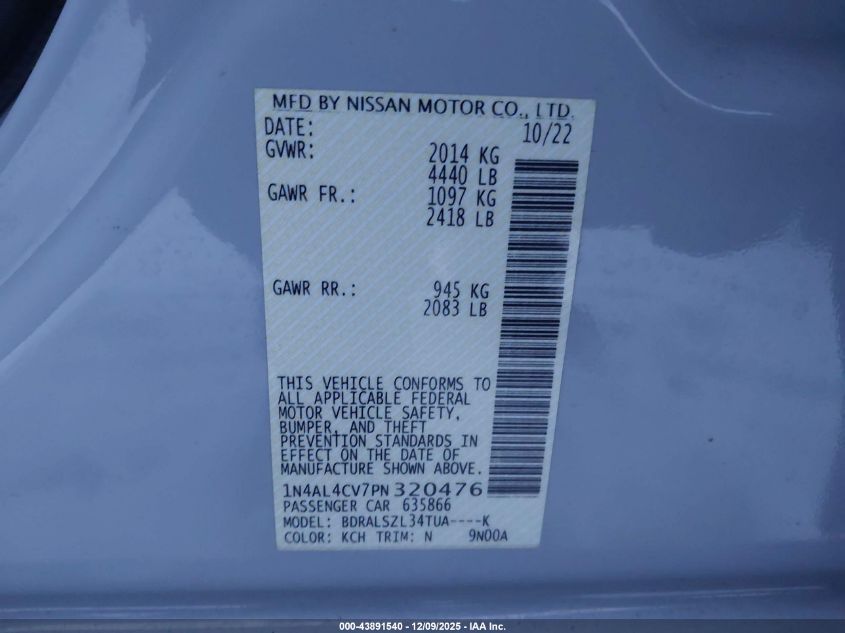 MFD BY NISSAN MOTOR CO., LTD.
DATE: 10/22
GVWR: 2014 KG
4440 LB
GAWR FR.: 1097 KG
2418 LB
GAWR RR.: 945 KG
2083 LB
THIS VEHICLE CONFORMS TO
ALL APPLICABLE FEDERAL
MOTOR VEHICLE SAFETY,
BUMPER, AND THEFT
PREVENTION STANDARDS IN
EFFECT ON THE DATE OF
MANUFACTURE SHOWN ABOVE.
1N4AL4CV7PN320476
PASSENGER CAR 635866
MODEL: BDRALSZL34TUA----K
COLOR: KCH TRIM: N 9N00A
000-43891540 - 12/09/2025 - IAA Inc.